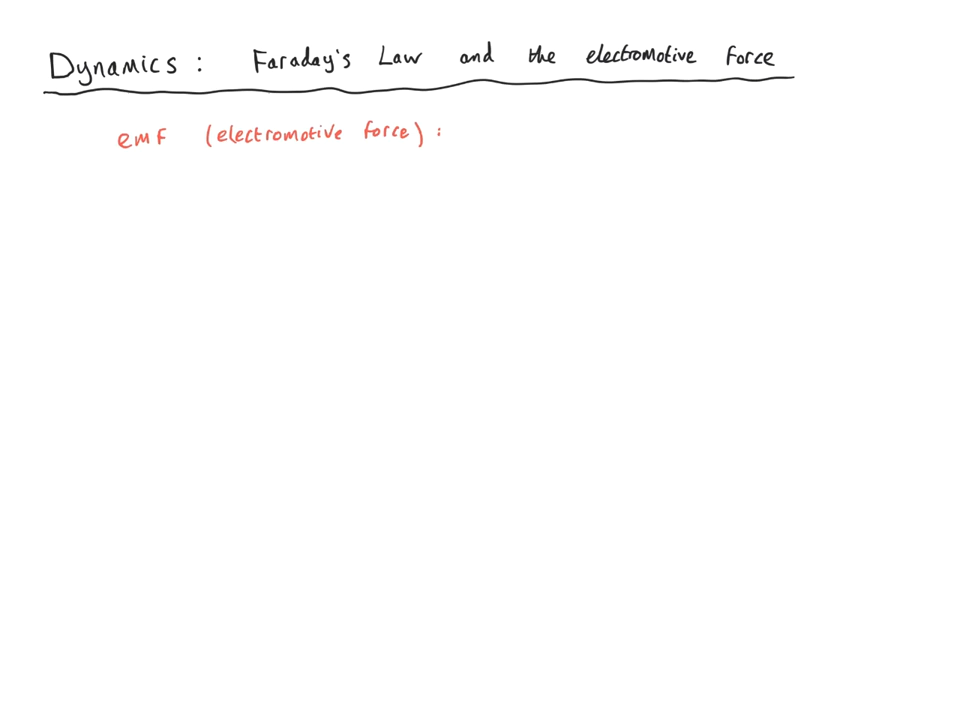 Dynamics : Faraday's Law and the electromotive force
emf (electromotive force) :